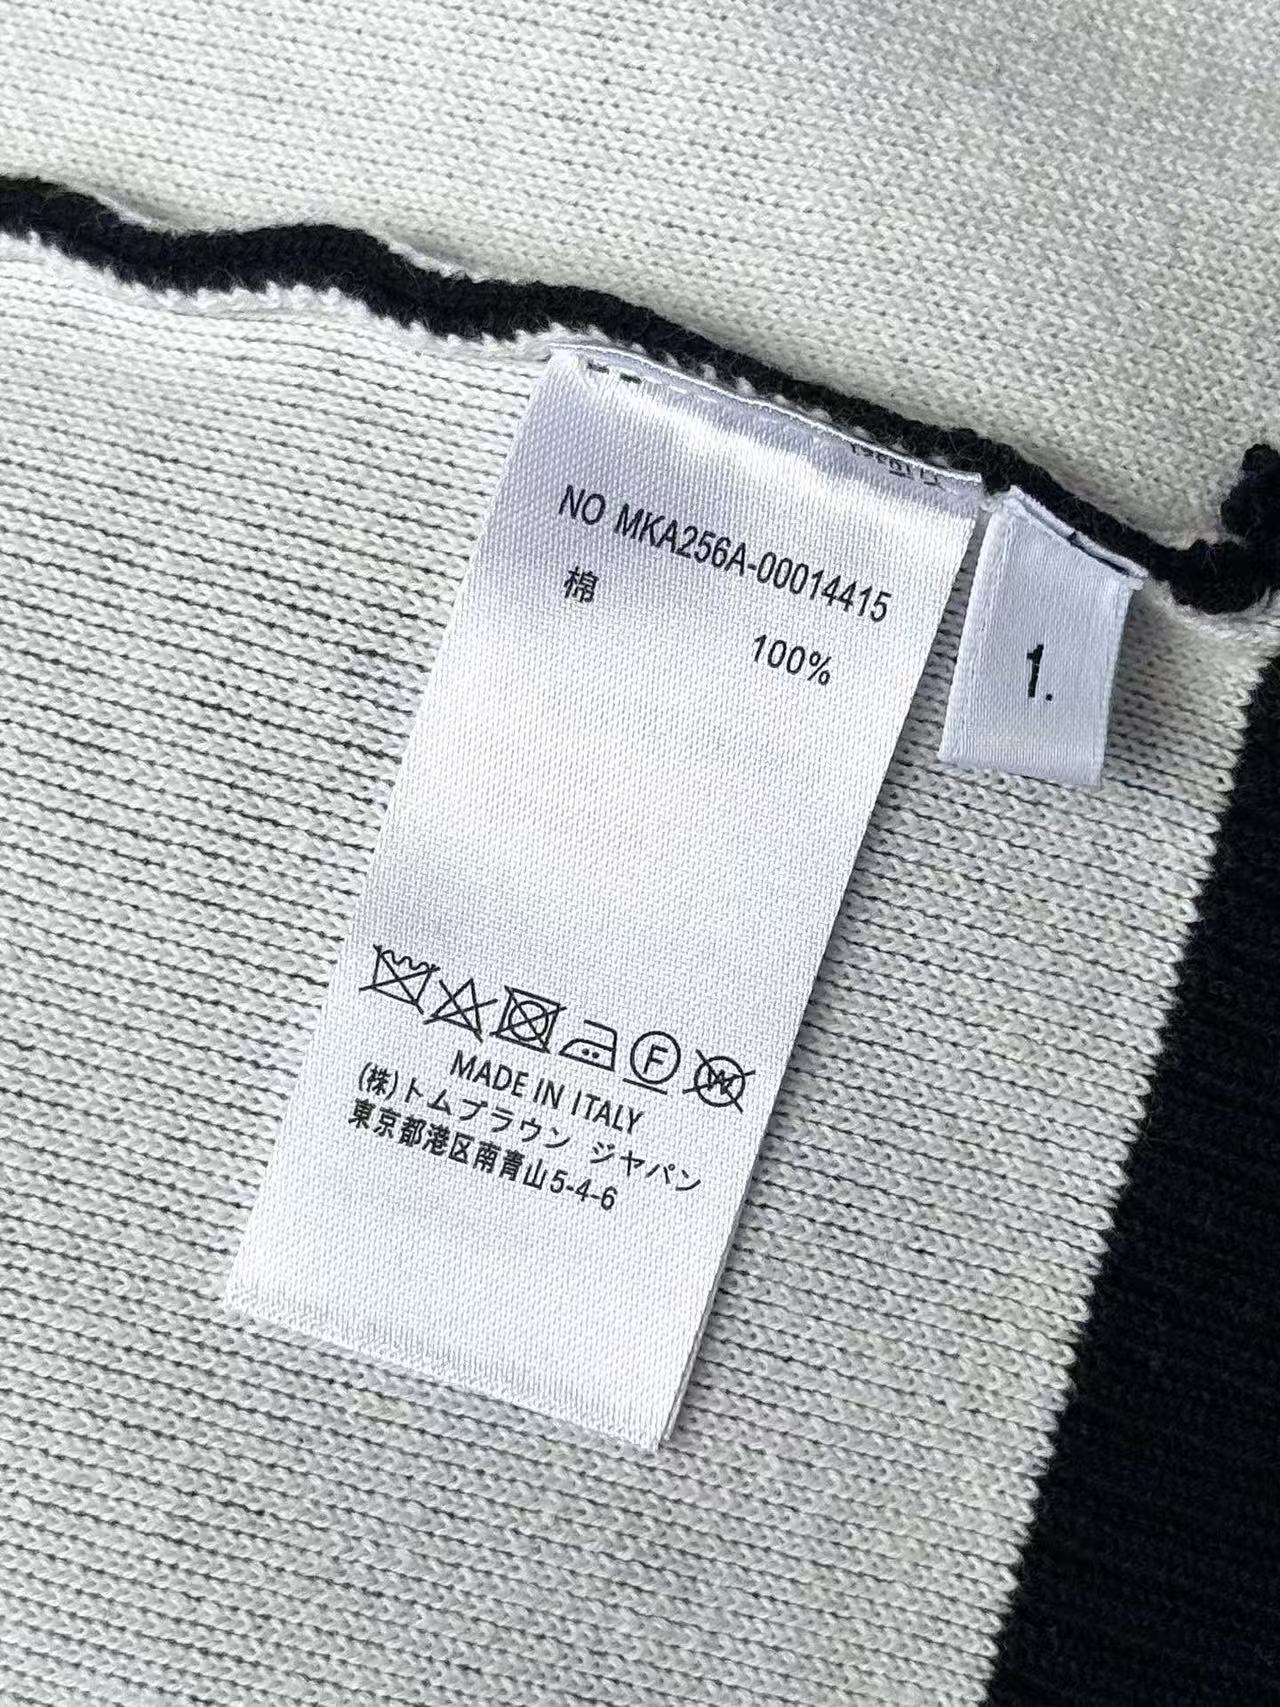 NO MKA256A-00014415
棉 100%
F
W
MADE IN ITALY
(株)トムブラウン ジャパン
東京都港区南青山5-4-6
1.